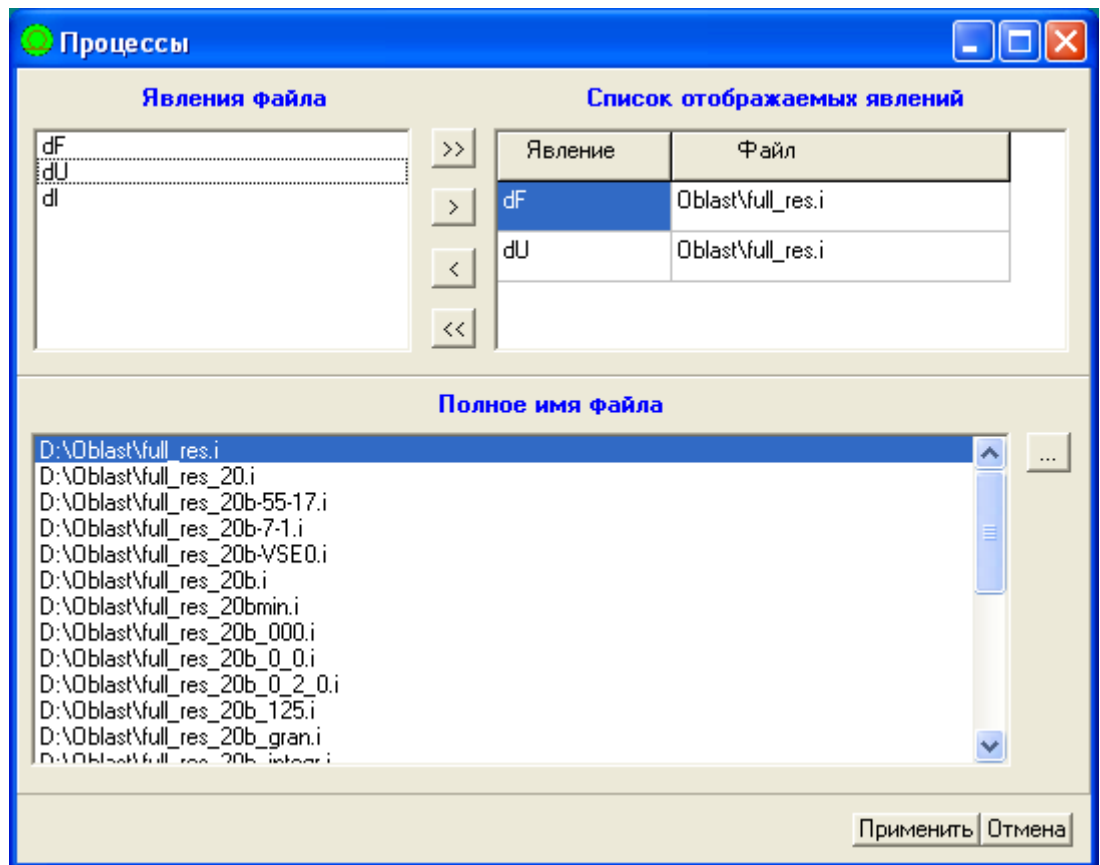 Процессы
Явления файла
dF
dU
dI
>>
>
<
<<
Список отображаемых явлений
Явление Файл
dF Oblast\full_res.i
dU Oblast\full_res.i
Полное имя файла
D:\Oblast\full_res.i
D:\Oblast\full_res_20.i
D:\Oblast\full_res_20b-55-17.i
D:\Oblast\full_res_20b-7-1.i
D:\Oblast\full_res_20b-VSE0.i
D:\Oblast\full_res_20b.i
D:\Oblast\full_res_20bmin.i
D:\Oblast\full_res_20b_000.i
D:\Oblast\full_res_20b_0_0.i
D:\Oblast\full_res_20b_0_2_0.i
D:\Oblast\full_res_20b_125.i
D:\Oblast\full_res_20b_gran.i
D:\Oblast\full_res_20b_integr.i
...
Применить Отмена